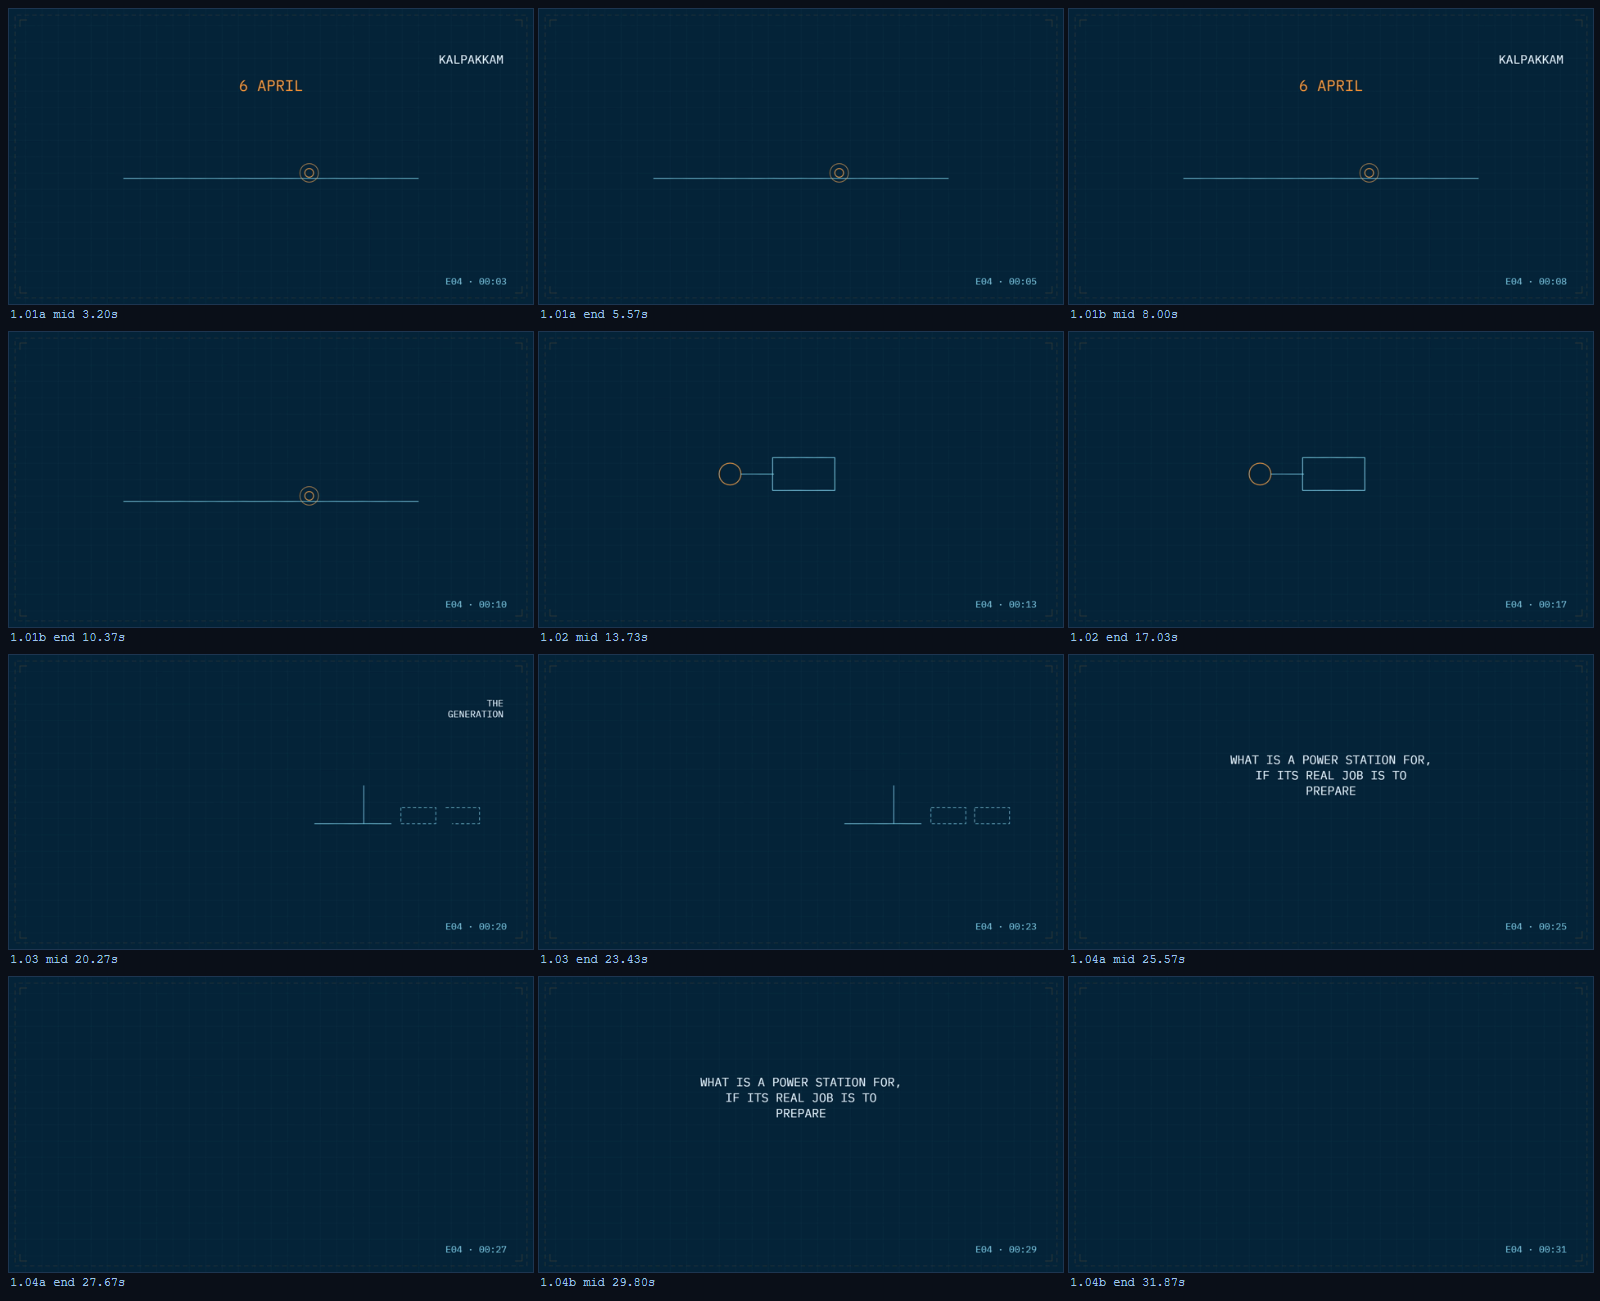 KALPAKKAM
6 APRIL
E04 · 00:03
1.01a mid 3.20s
E04 · 00:05
1.01a end 5.57s
KALPAKKAM
6 APRIL
E04 · 00:08
1.01b mid 8.00s
E04 · 00:10
1.01b end 10.37s
E04 · 00:13
1.02 mid 13.73s
E04 · 00:17
1.02 end 17.03s
THE
GENERATION
E04 · 00:20
1.03 mid 20.27s
E04 · 00:23
1.03 end 23.43s
WHAT IS A POWER STATION FOR,
IF ITS REAL JOB IS TO
PREPARE
E04 · 00:25
1.04a mid 25.57s
E04 · 00:27
1.04a end 27.67s
WHAT IS A POWER STATION FOR,
IF ITS REAL JOB IS TO
PREPARE
E04 · 00:29
1.04b mid 29.80s
E04 · 00:31
1.04b end 31.87s